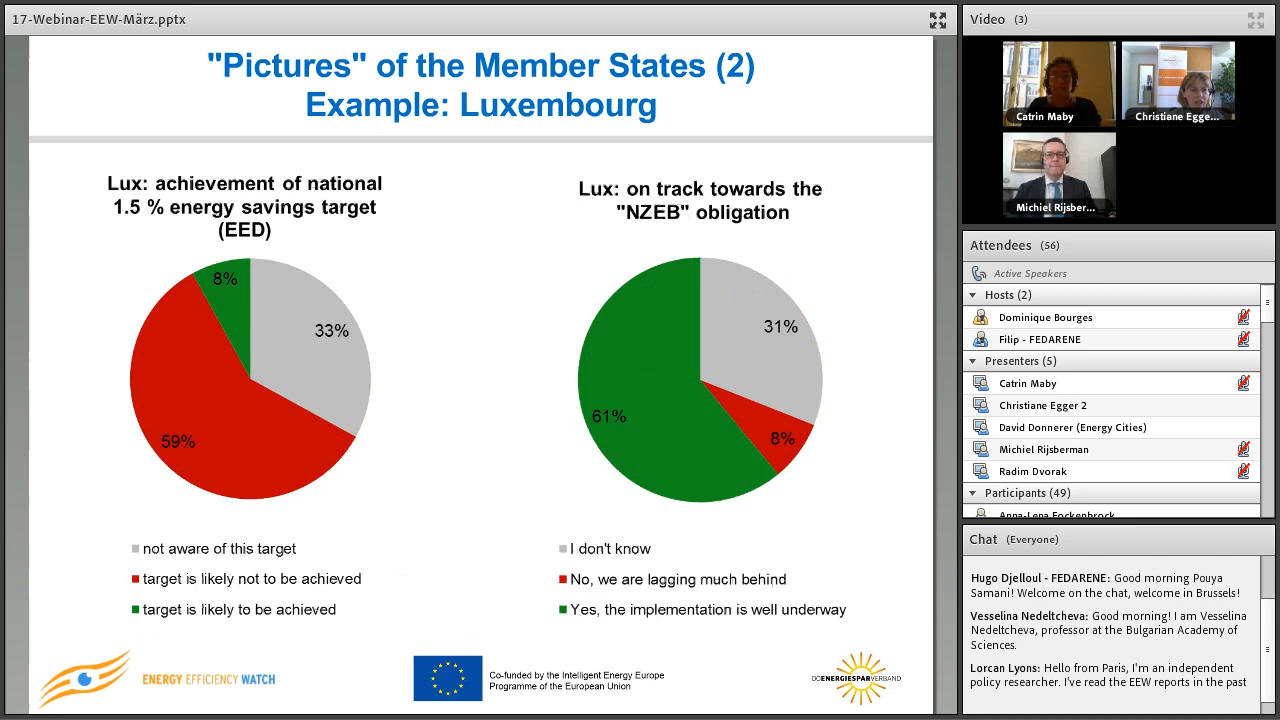 17-Webinar-EEW-März.pptx
"Pictures" of the Member States (2)
Example: Luxembourg
Lux: achievement of national
1.5 % energy savings target
(EED)
8%
33%
59%
not aware of this target
target is likely not to be achieved
target is likely to be achieved
Lux: on track towards the
"NZEB" obligation
31%
61%
8%
I don't know
No, we are lagging much behind
Yes, the implementation is well underway
ENERGY EFFICIENCY WATCH
Co-funded by the Intelligent Energy Europe
Programme of the European Union
OÖENERGIESPARVERBAND
Video (3)
Catrin Maby
Christiane Egge...
Michiel Rijsber...
Attendees (56)
Active Speakers
Hosts (2)
Dominique Bourges
Filip - FEDARENE
Presenters (5)
Catrin Maby
Christiane Egger 2
David Donnerer (Energy Cities)
Michiel Rijsberman
Radim Dvorak
Participants (49)
Anna-Lena Fockenbrock
Chat (Everyone)
Hugo Djelloul - FEDARENE: Good morning Pouya
Samani! Welcome on the chat, welcome in Brussels!
Vesselina Nedeltcheva: Good morning! I am Vesselina
Nedeltcheva, professor at the Bulgarian Academy of
Sciences.
Lorcan Lyons: Hello from Paris, I'm an independent
policy researcher. I've read the EEW reports in the past